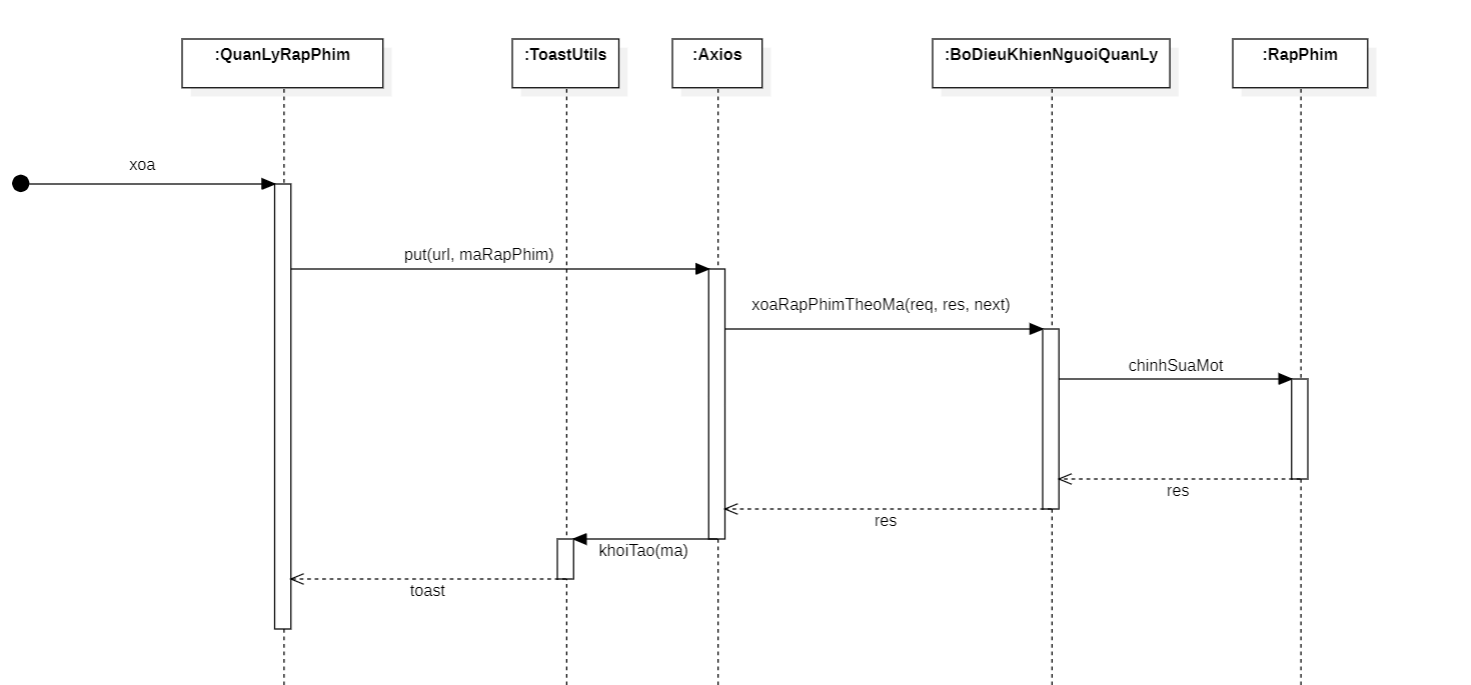 :QuanLyRapPhim
:ToastUtils
:Axios
:BoDieuKhienNguoiQuanLy
:RapPhim
xoa
put(url, maRapPhim)
xoaRapPhimTheoMa(req, res, next)
chinhSuaMot
res
res
khoiTao(ma)
toast